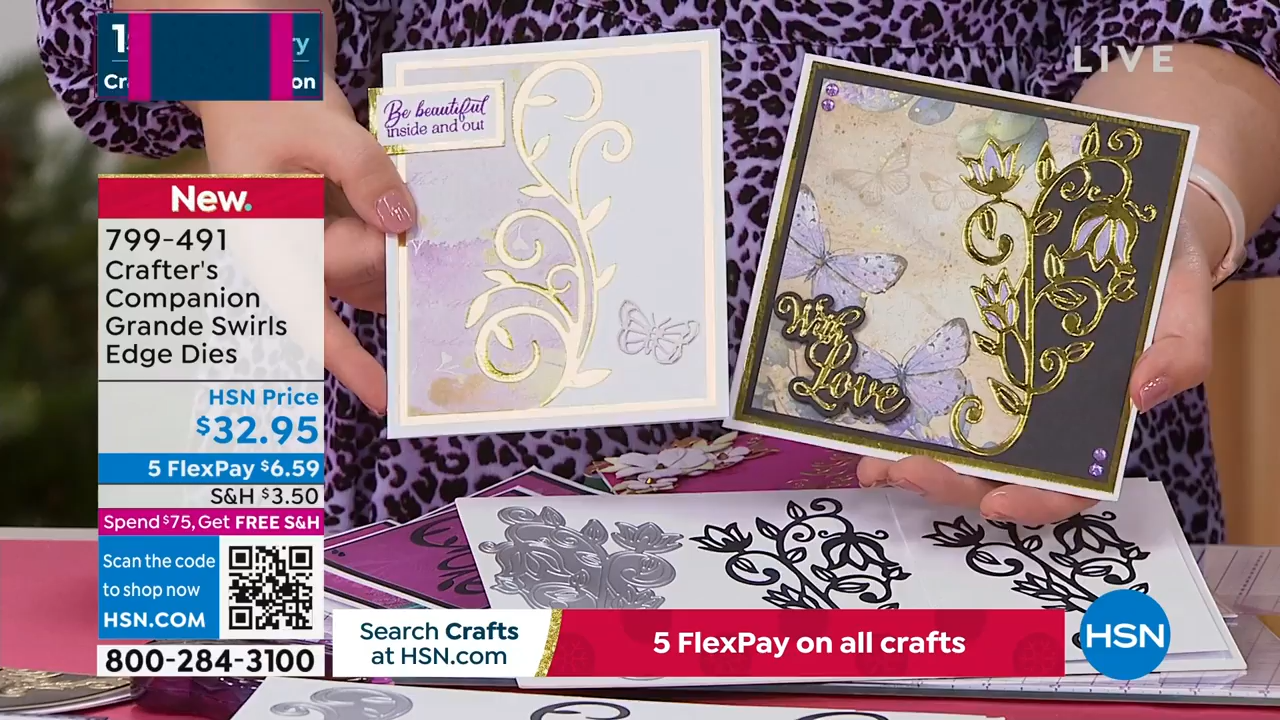 LIVE
Be beautiful
inside and out
With
Love
New.
799-491
Crafter's
Companion
Grande Swirls
Edge Dies
HSN Price
$32.95
5 FlexPay $6.59
S&H $3.50
Spend $75, Get FREE S&H
Scan the code
to shop now
HSN.COM
800-284-3100
Search Crafts
at HSN.com
5 FlexPay on all crafts
HSN